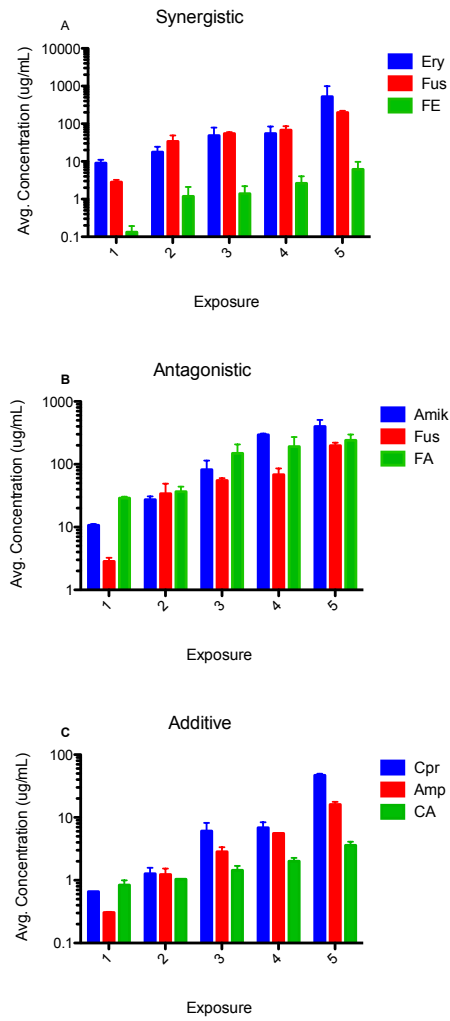 A
Synergistic
Avg. Concentration (ug/mL)
10000
1000
100
10
1
0.1
1 2 3 4 5
Exposure
Ery
Fus
FE
B
Antagonistic
Avg. Concentration (ug/mL)
1000
100
10
1
1 2 3 4 5
Exposure
Amik
Fus
FA
C
Additive
Avg. Concentration (ug/mL)
100
10
1
0.1
1 2 3 4 5
Exposure
Cpr
Amp
CA